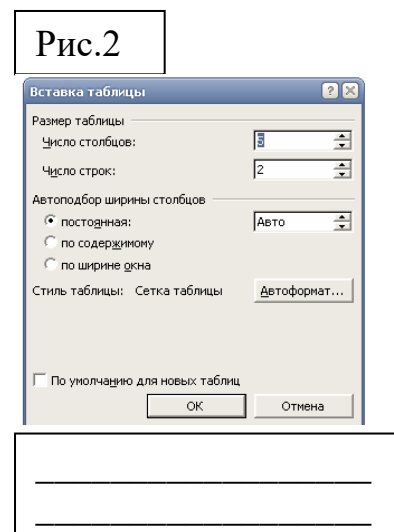 Рис.2
Вставка таблицы
Размер таблицы
Число столбцов: 5
Число строк: 2
Автоподбор ширины столбцов
постоянная: Авто
по содержимому
по ширине окна
Стиль таблицы: Сетка таблицы Автоформат...
По умолчанию для новых таблиц
ОК Отмена